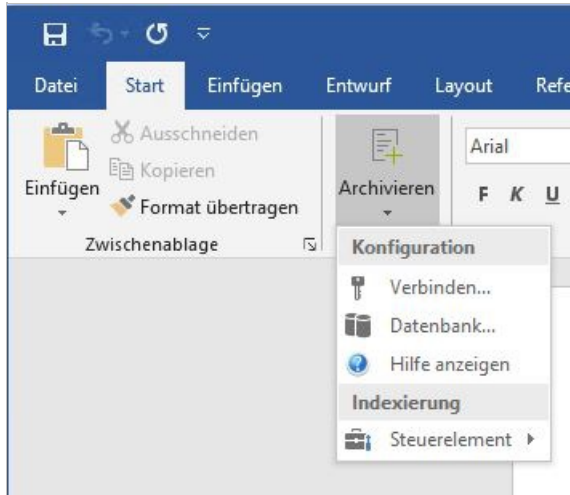 Datei Start Einfügen Entwurf Layout Refe
Einfügen
Ausschneiden
Kopieren
Format übertragen
Zwischenablage
Archivieren
Arial
F K U
Konfiguration
Verbinden...
Datenbank...
Hilfe anzeigen
Indexierung
Steuerelement